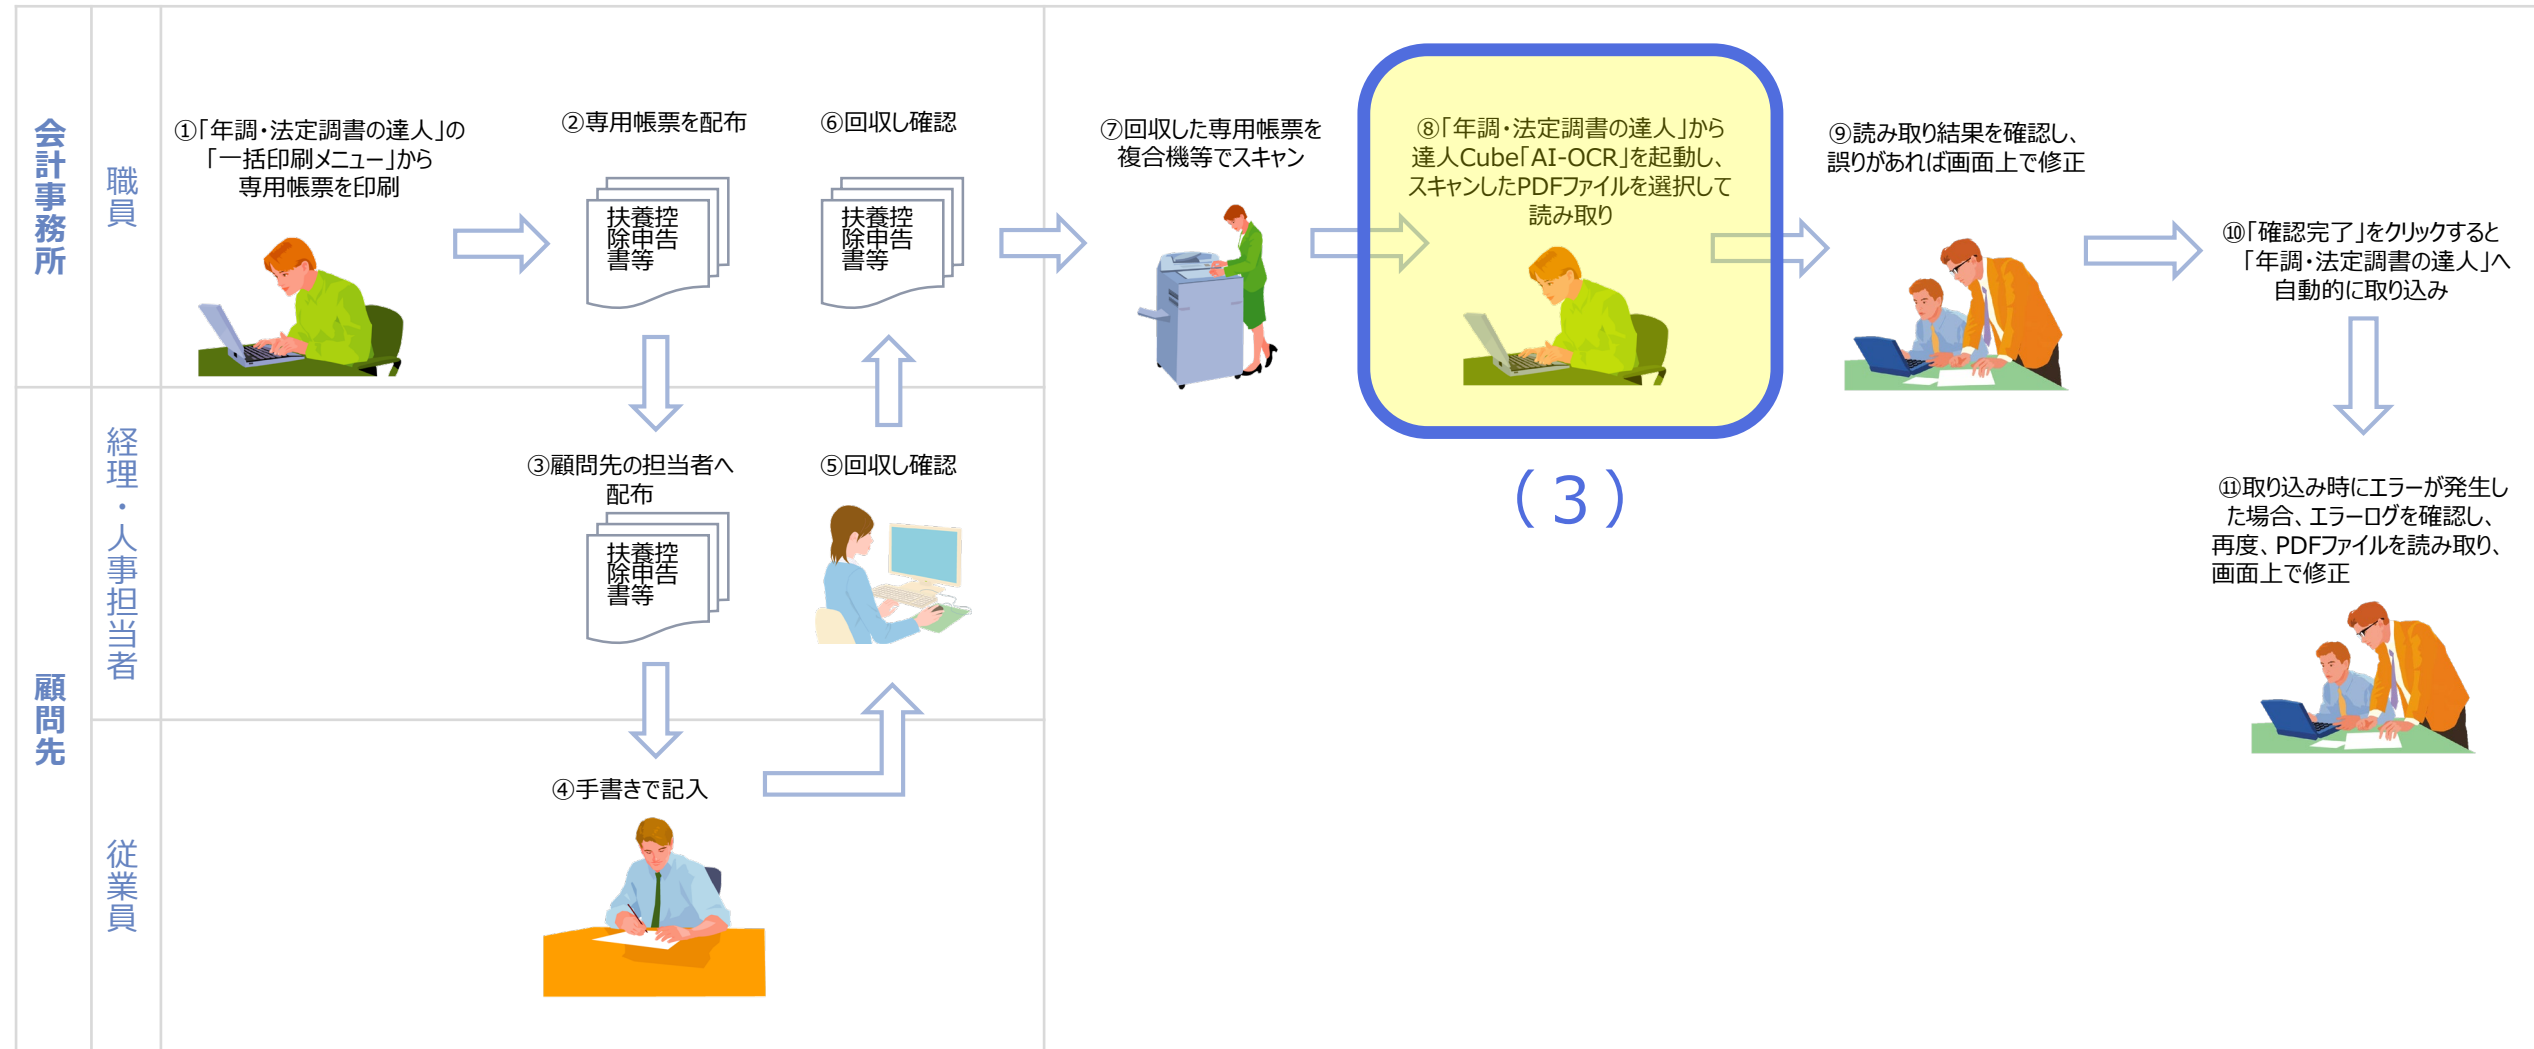 会計事務所
職員
①「年調・法定調書の達人」の
「一括印刷メニュー」から
専用帳票を印刷
②専用帳票を配布
扶養控
除申告
書等
⑥回収し確認
扶養控
除申告
書等
⑦回収した専用帳票を
複合機等でスキャン
⑧「年調・法定調書の達人」から
達人Cube「AI-OCR」を起動し、
スキャンしたPDFファイルを選択して
読み取り
(3)
⑨読み取り結果を確認し、
誤りがあれば画面上で修正
⑩「確認完了」をクリックすると
「年調・法定調書の達人」へ
自動的に取り込み
⑪取り込み時にエラーが発生し
た場合、エラーログを確認し、
再度、PDFファイルを読み取り、
画面上で修正
顧問先
経理・人事担当者
③顧問先の担当者へ
配布
扶養控
除申告
書等
⑤回収し確認
従業員
④手書きで記入